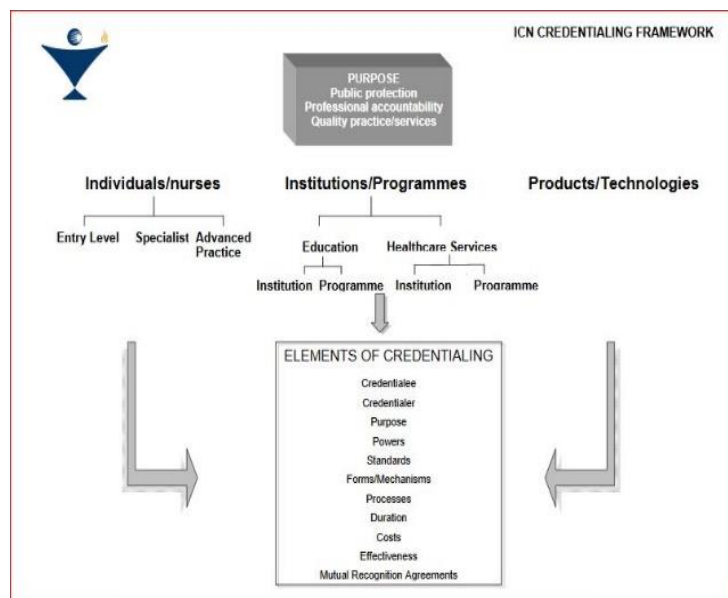 ICN CREDENTIALING FRAMEWORK
PURPOSE
Public protection
Professional accountability
Quality practice/services
Individuals/nurses
Institutions/Programmes
Products/Technologies
Entry Level
Specialist
Advanced
Practice
Education
Healthcare Services
Institution
Programme
Institution
Programme
ELEMENTS OF CREDENTIALING
Credentialee
Credentialer
Purpose
Powers
Standards
Forms/Mechanisms
Processes
Duration
Costs
Effectiveness
Mutual Recognition Agreements